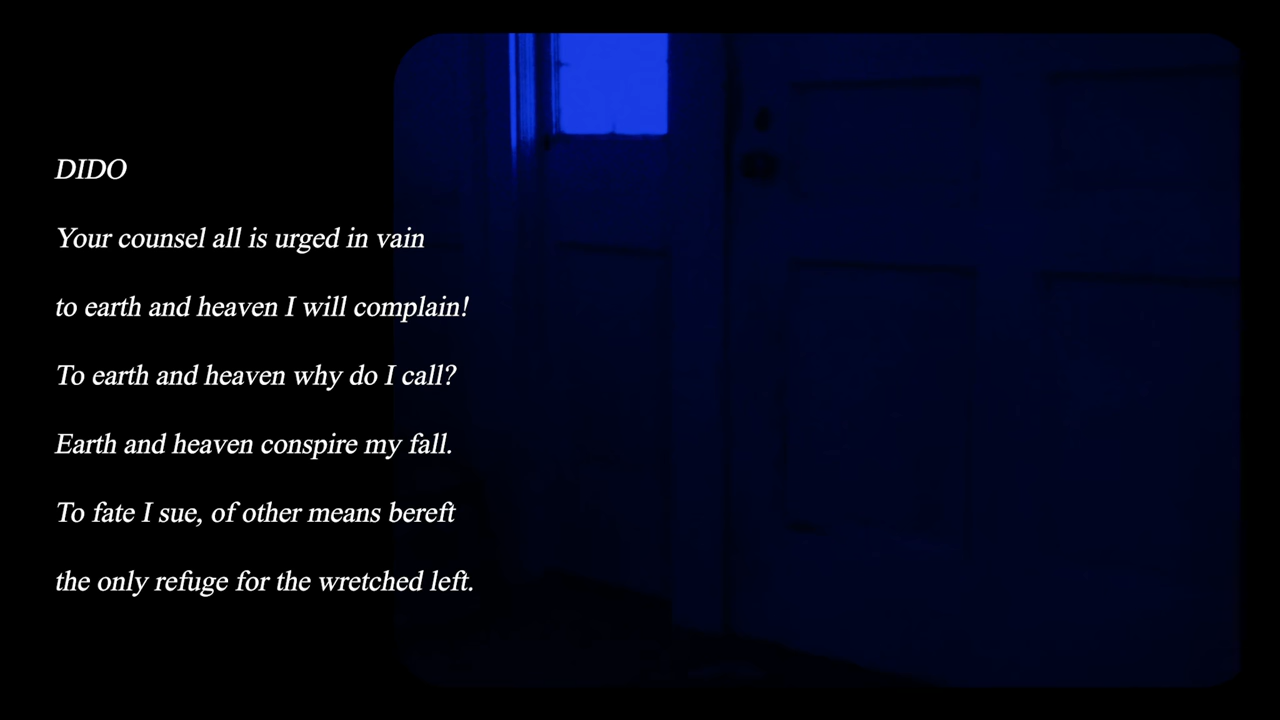 DIDO
Your counsel all is urged in vain
to earth and heaven I will complain!
To earth and heaven why do I call?
Earth and heaven conspire my fall.
To fate I sue, of other means bereft
the only refuge for the wretched left.